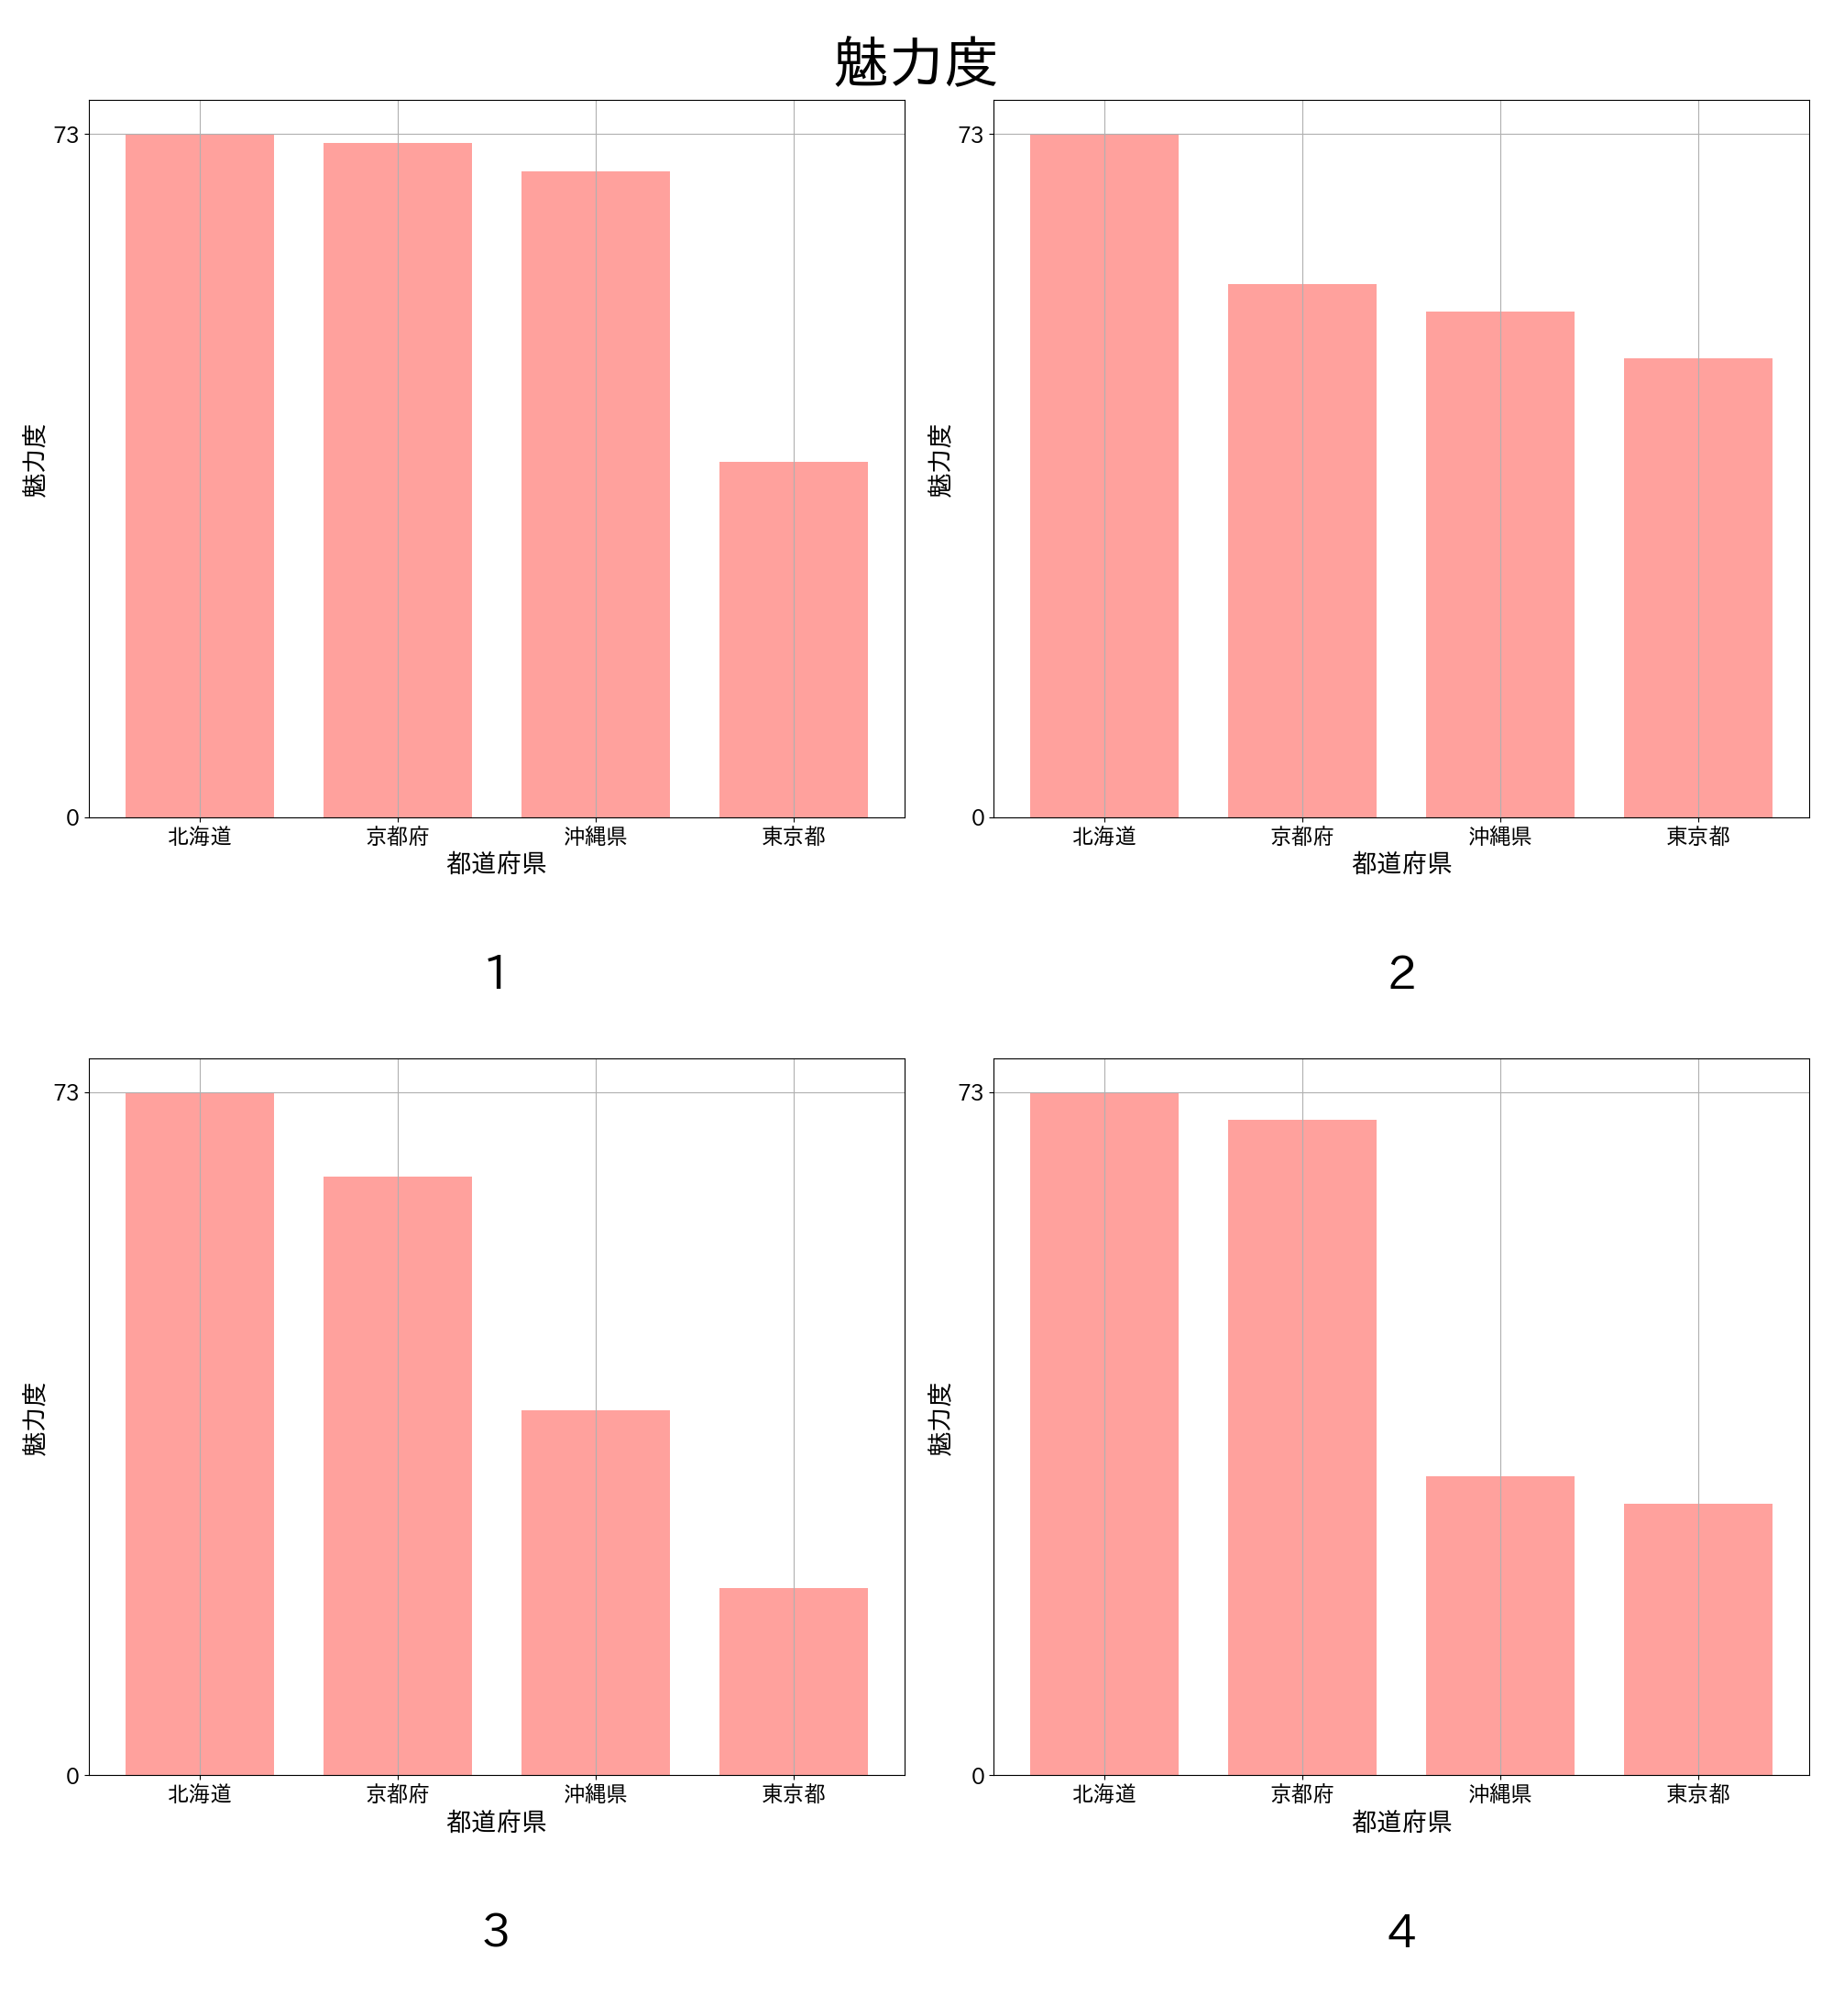 魅力度
73
0
魅力度
北海道 京都府 沖縄県 東京都
都道府県
1
73
0
魅力度
北海道 京都府 沖縄県 東京都
都道府県
2
73
0
魅力度
北海道 京都府 沖縄県 東京都
都道府県
3
73
0
魅力度
北海道 京都府 沖縄県 東京都
都道府県
4